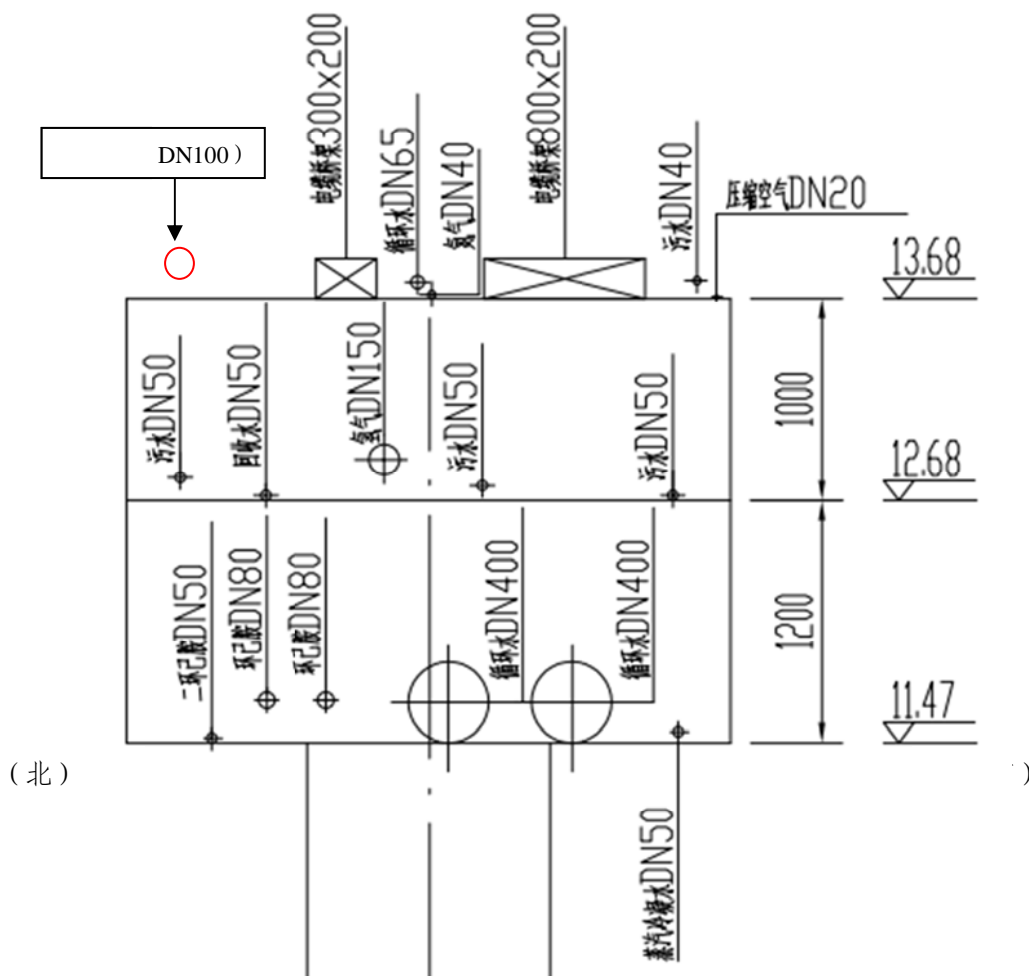 电缆桥架300x200
循环水DN65
氨气DN40
电缆桥架800x200
污水DN40
压缩空气DN20
DN100）
13.68
污水DN50
回收水DN50
氢气DN150
污水DN50
污水DN50
1000
12.68
二环己胺DN50
环己胺DN80
环己胺DN80
循环水DN400
循环水DN400
1200
11.47
（北）
）
蒸汽冷凝水DN50